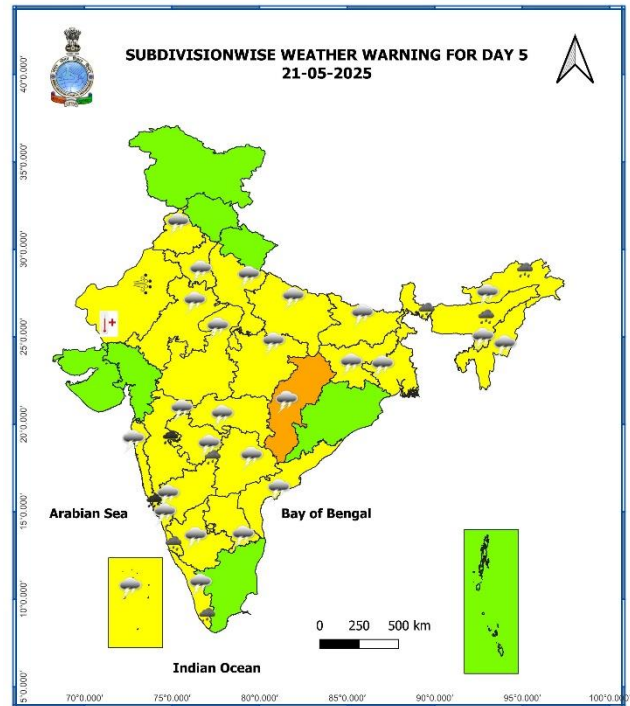 SUBDIVISIONWISE WEATHER WARNING FOR DAY 5
21-05-2025
40°0.000'
35°0.000'
30°0.000'
25°0.000'
20°0.000'
15°0.000'
10°0.000'
5°0.000'
+
Arabian Sea
Bay of Bengal
0 250 500 km
Indian Ocean
70°0.000' 75°0.000' 80°0.000' 85°0.000' 90°0.000' 95°0.000' 100°0.000'